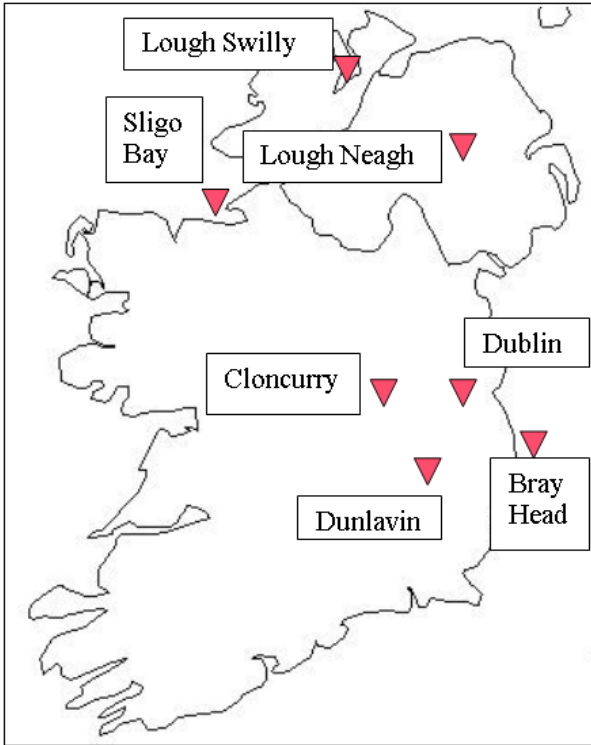 Lough Swilly
Sligo
Bay
Lough Neagh
Dublin
Cloncurry
Bray
Head
Dunlavin